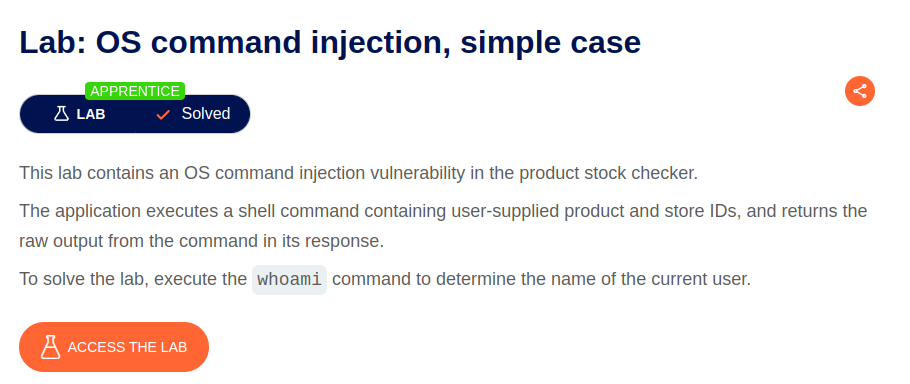 Lab: OS command injection, simple case
APPRENTICE
LAB Solved
This lab contains an OS command injection vulnerability in the product stock checker.
The application executes a shell command containing user-supplied product and store IDs, and returns the
raw output from the command in its response.
To solve the lab, execute the whoami command to determine the name of the current user.
ACCESS THE LAB